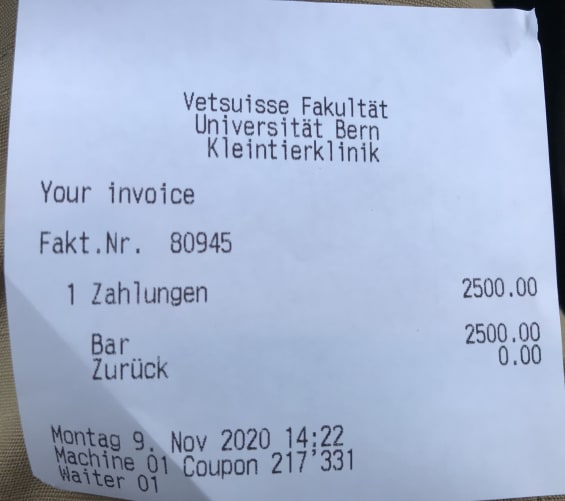 Vetsuisse Fakultät
Universität Bern
Kleintierklinik
Your invoice
Fakt.Nr. 80945
1 Zahlungen 2500.00
Bar 2500.00
Zurück 0.00
Montag 9. Nov 2020 14:22
Machine 01 Coupon 217'331
Waiter 01